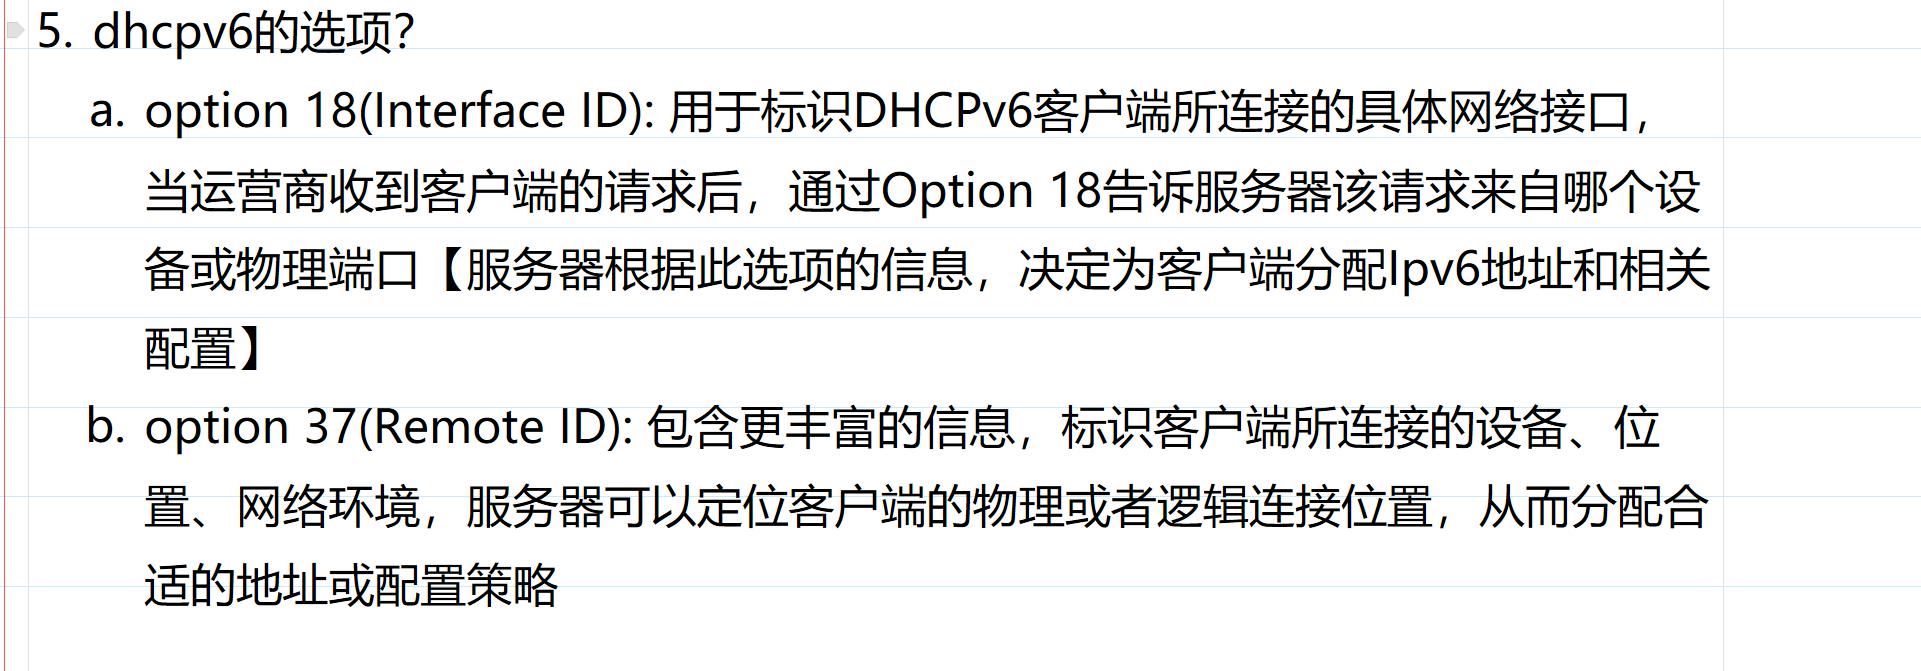 5. dhcpv6的选项？
a. option 18(Interface ID): 用于标识DHCPv6客户端所连接的具体网络接口，
当运营商收到客户端的请求后，通过Option 18告诉服务器该请求来自哪个设
备或物理端口【服务器根据此选项的信息，决定为客户端分配Ipv6地址和相关
配置】
b. option 37(Remote ID): 包含更丰富的信息，标识客户端所连接的设备、位
置、网络环境，服务器可以定位客户端的物理或者逻辑连接位置，从而分配合
适的地址或配置策略